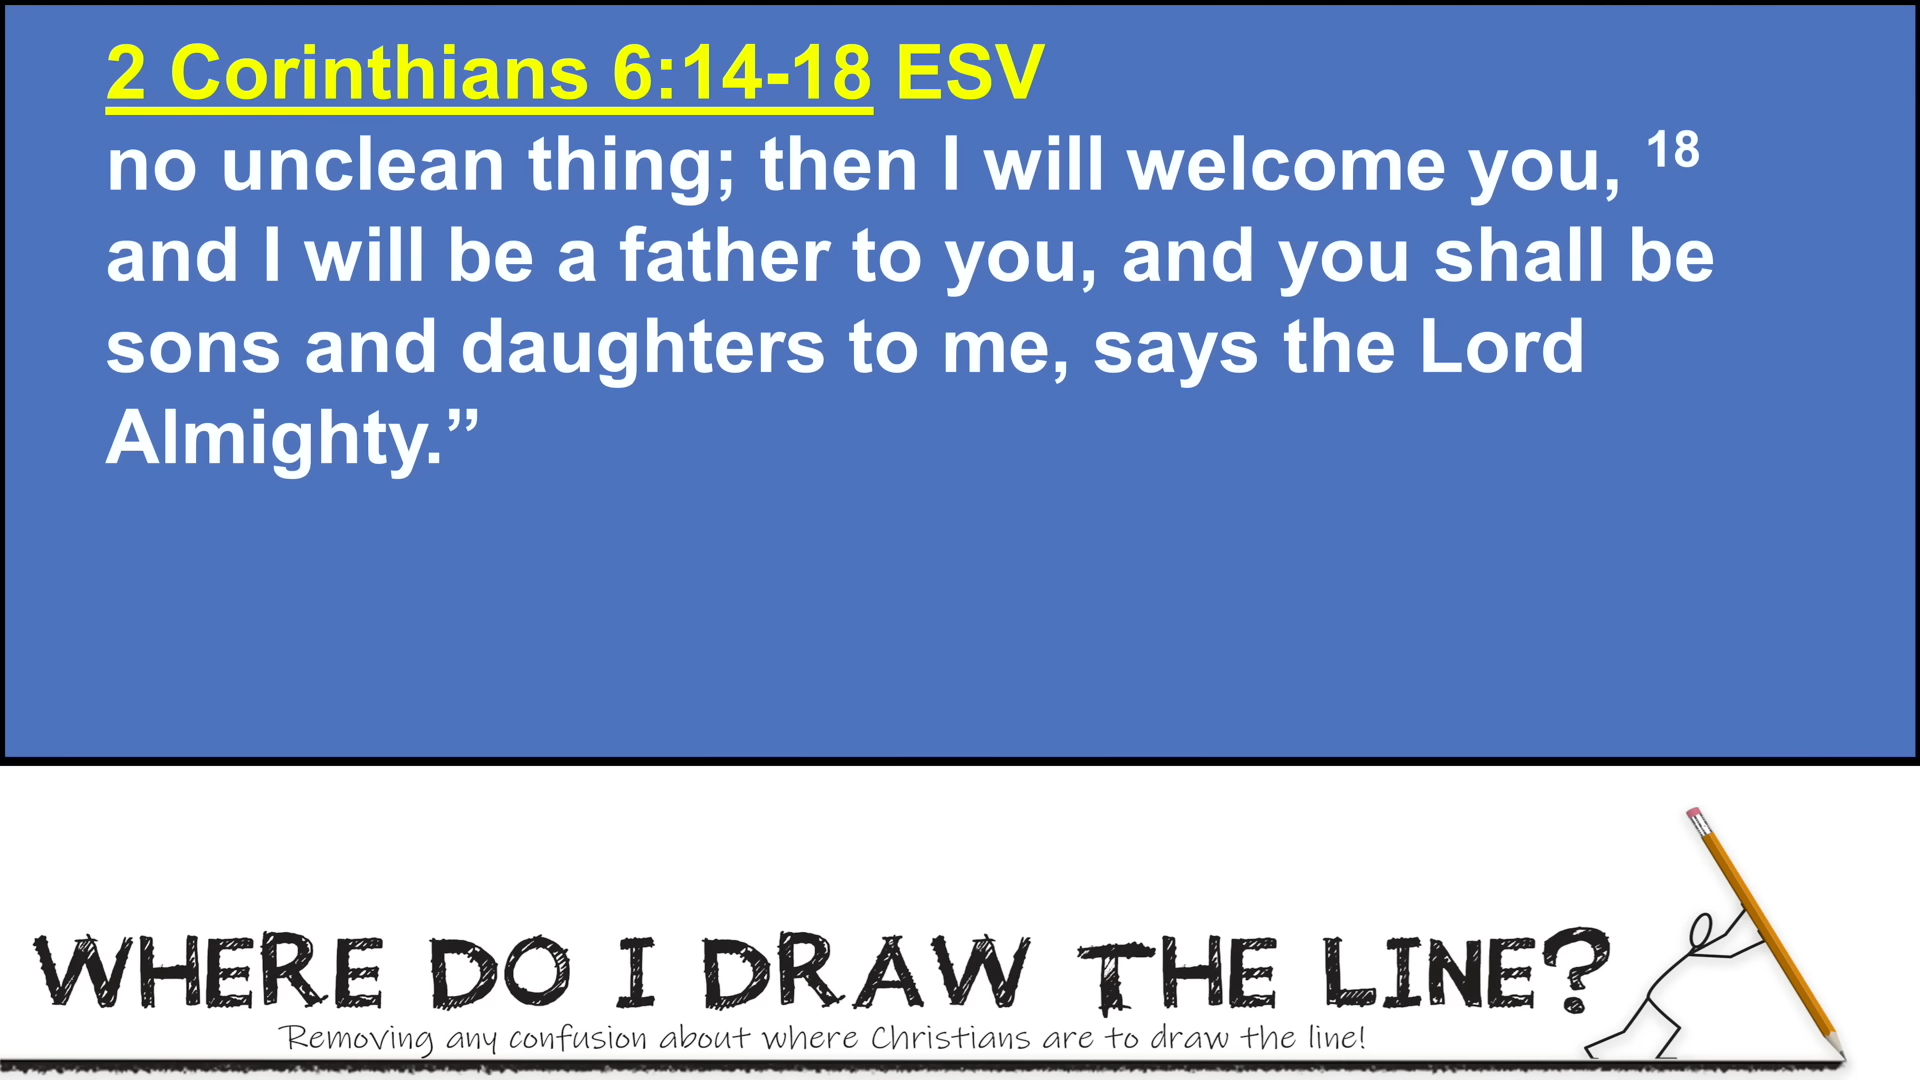 2 Corinthians 6:14-18 ESV
no unclean thing; then I will welcome you, 18
and I will be a father to you, and you shall be
sons and daughters to me, says the Lord
Almighty.”
WHERE DO I DRAW THE LINE?
Removing any confusion about where Christians are to draw the line!